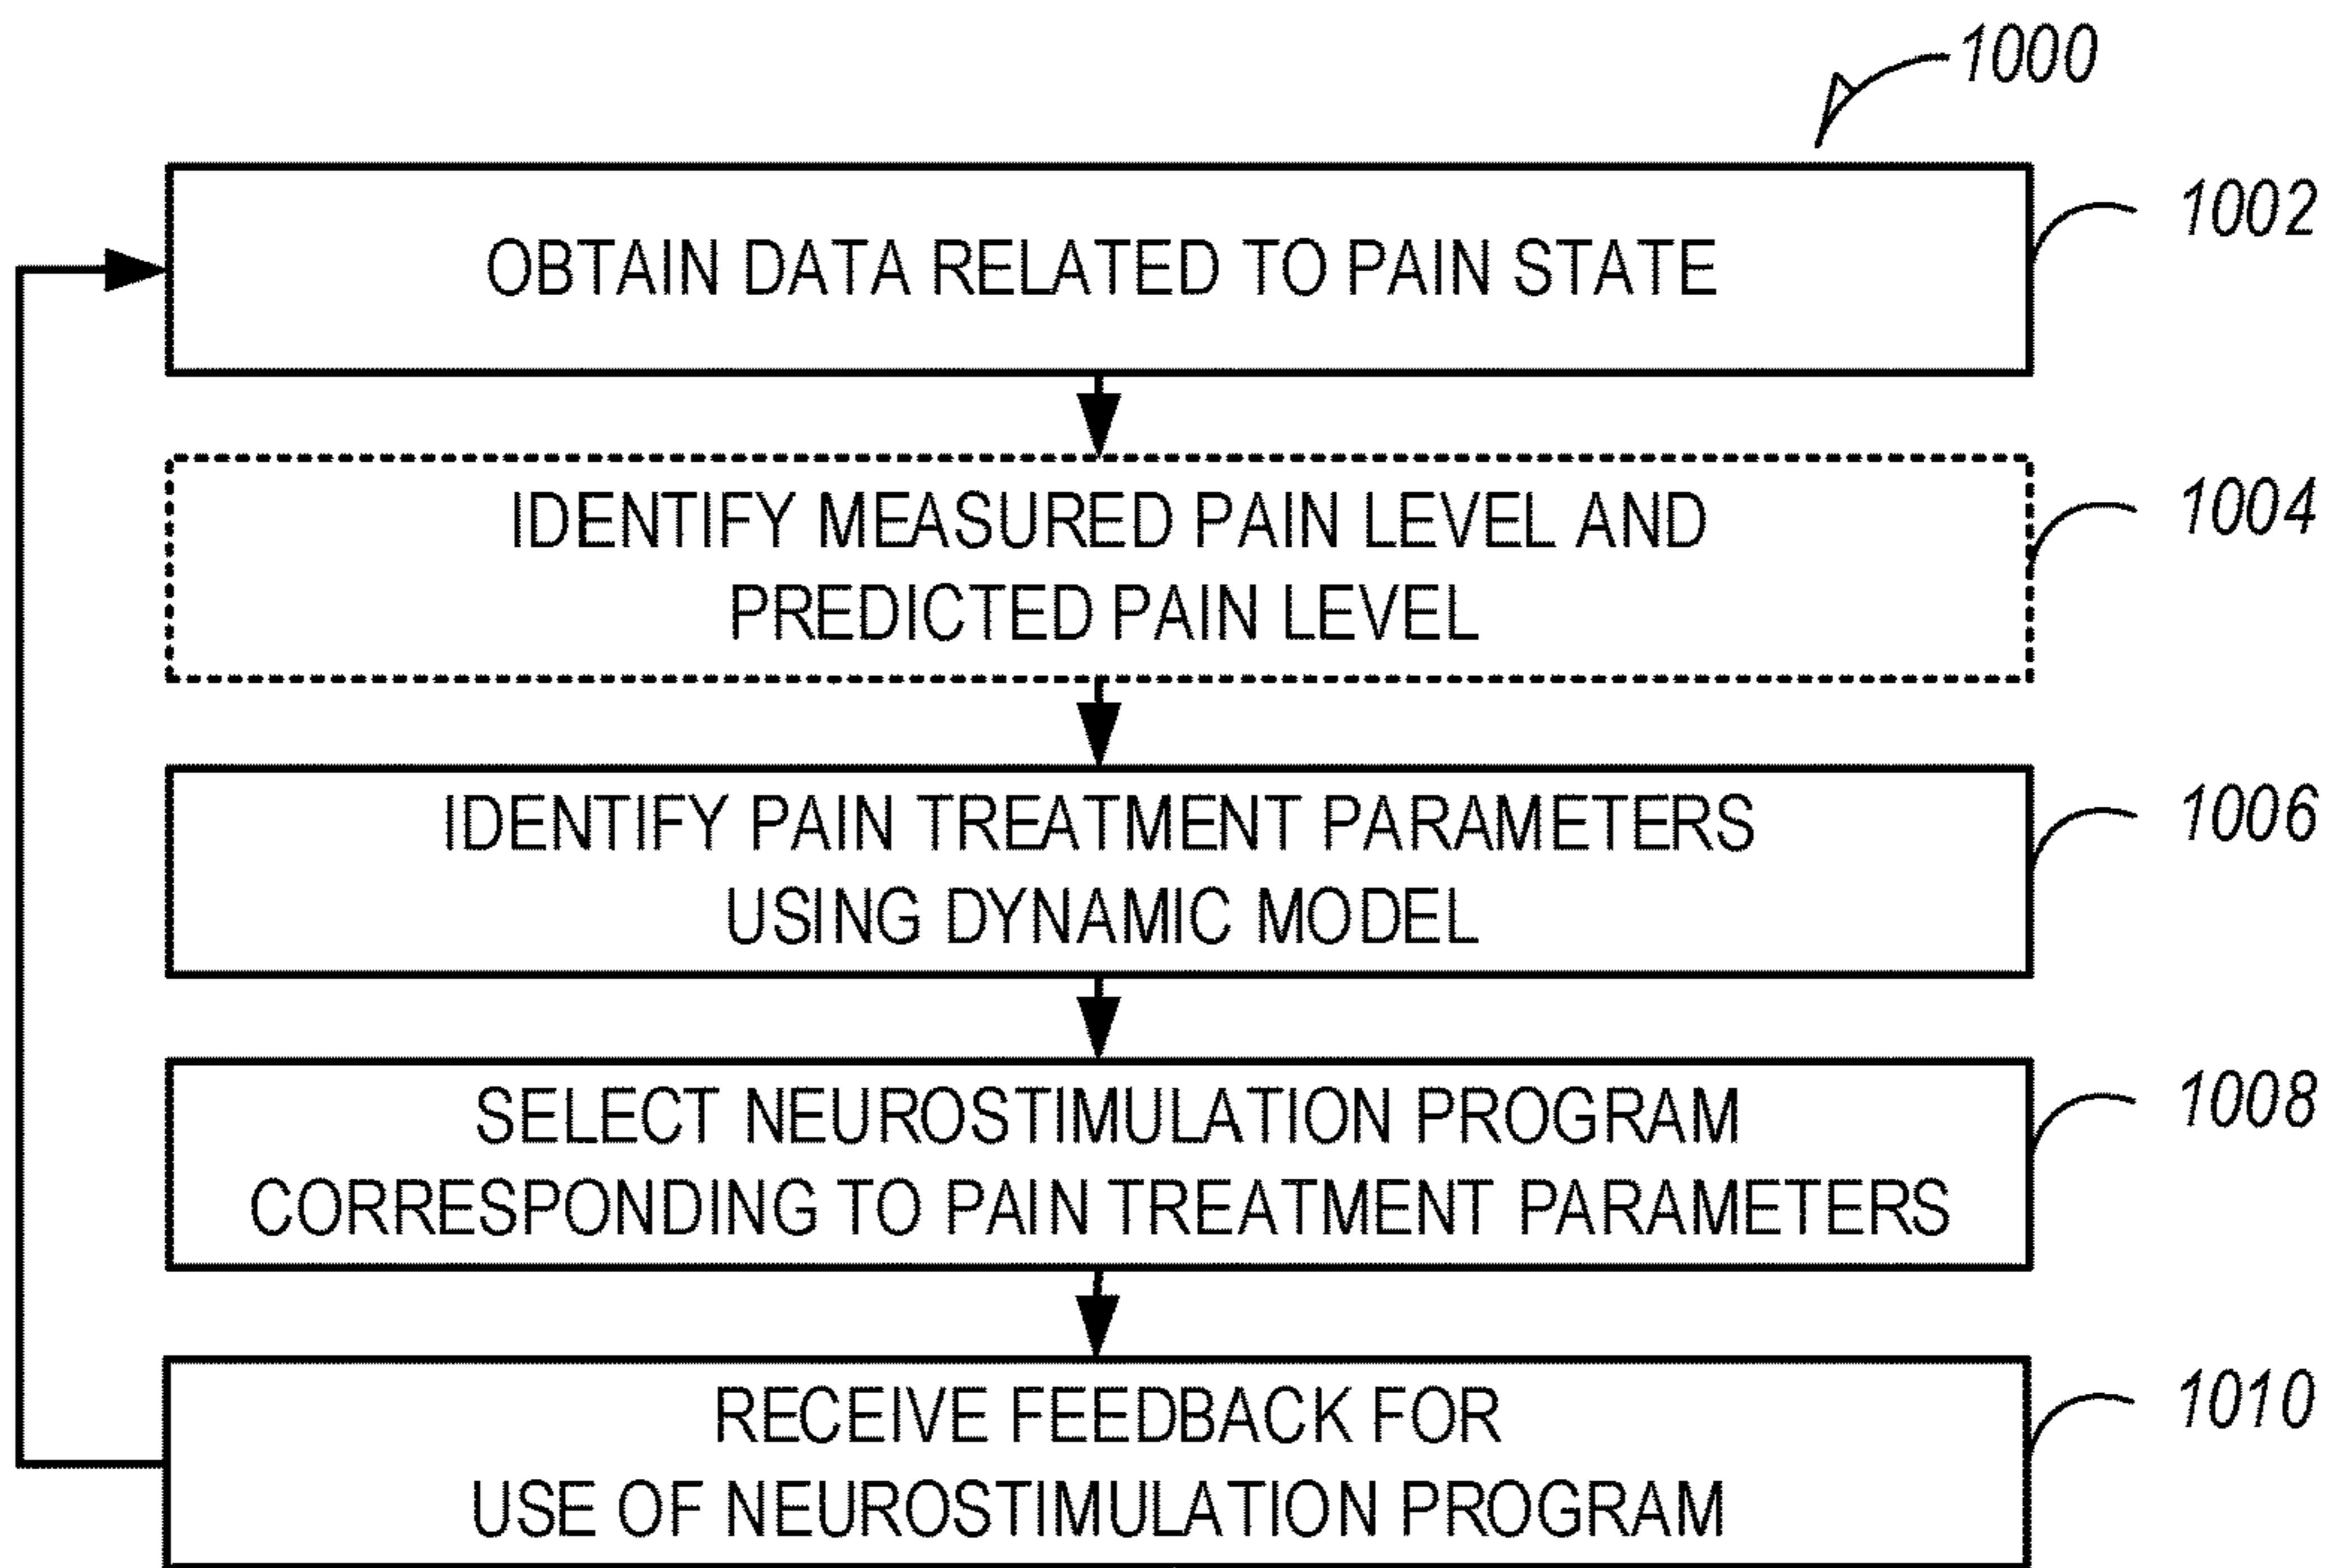 1000
OBTAIN DATA RELATED TO PAIN STATE
1002
IDENTIFY MEASURED PAIN LEVEL AND
PREDICTED PAIN LEVEL
1004
IDENTIFY PAIN TREATMENT PARAMETERS
USING DYNAMIC MODEL
1006
SELECT NEUROSTIMULATION PROGRAM
CORRESPONDING TO PAIN TREATMENT PARAMETERS
1008
RECEIVE FEEDBACK FOR
USE OF NEUROSTIMULATION PROGRAM
1010